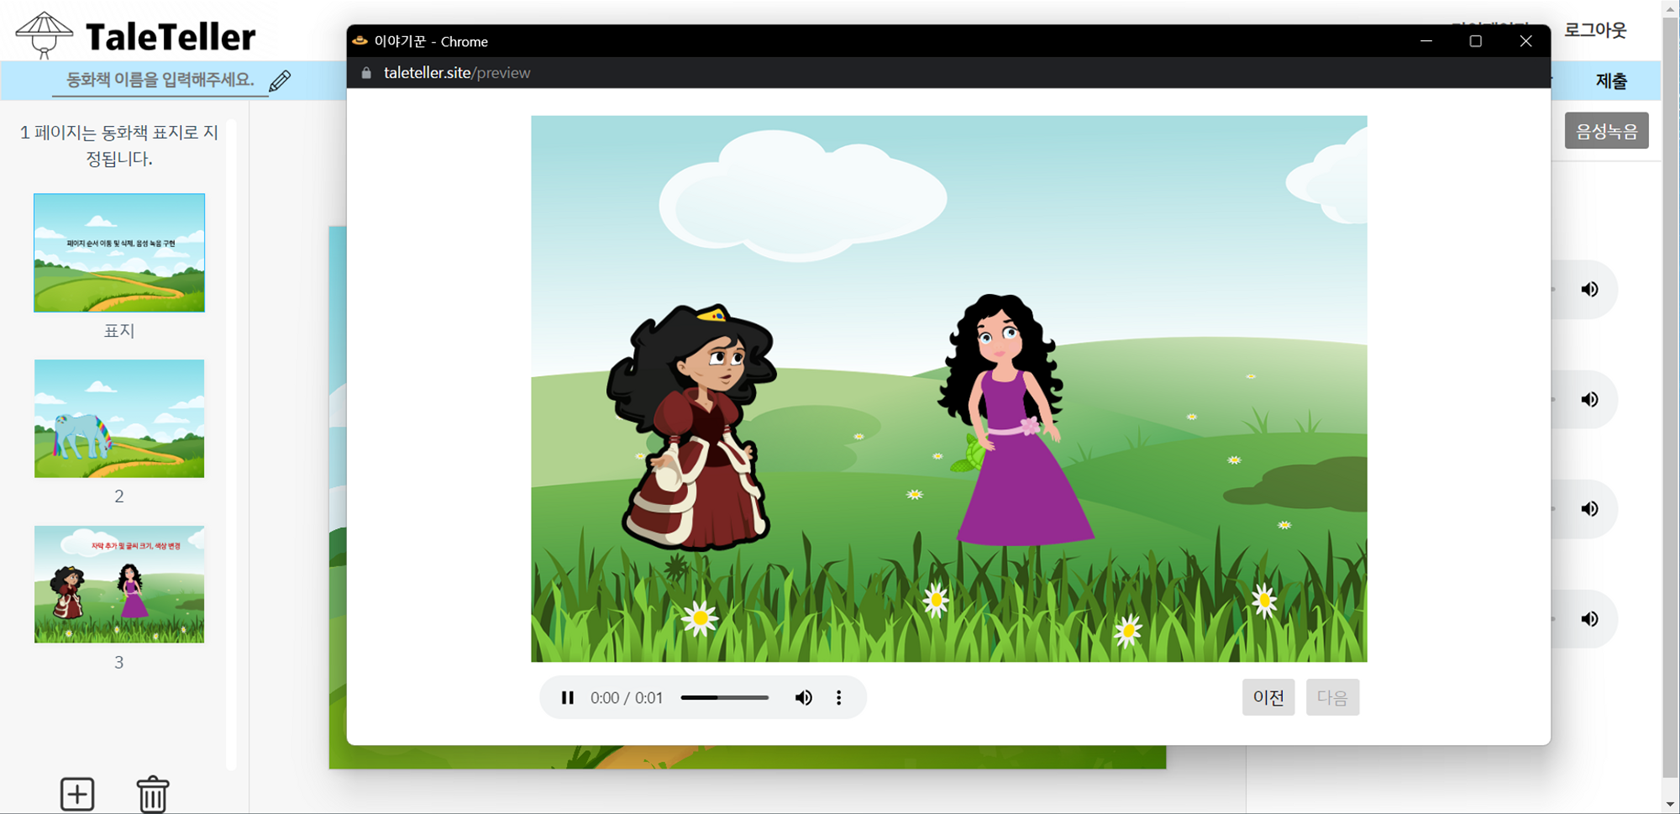 TaleTeller
로그아웃
동화책 이름을 입력해주세요.
제출
음성녹음
1 페이지는 동화책 표지로 지
정됩니다.
페이지 순서 이동 및 삭제, 음성 녹음 구현
표지
2
자막 추가 및 글씨 크기, 색상 변경
3
이야기꾼 - Chrome
taleteller.site/preview
0:00 / 0:01
이전
다음